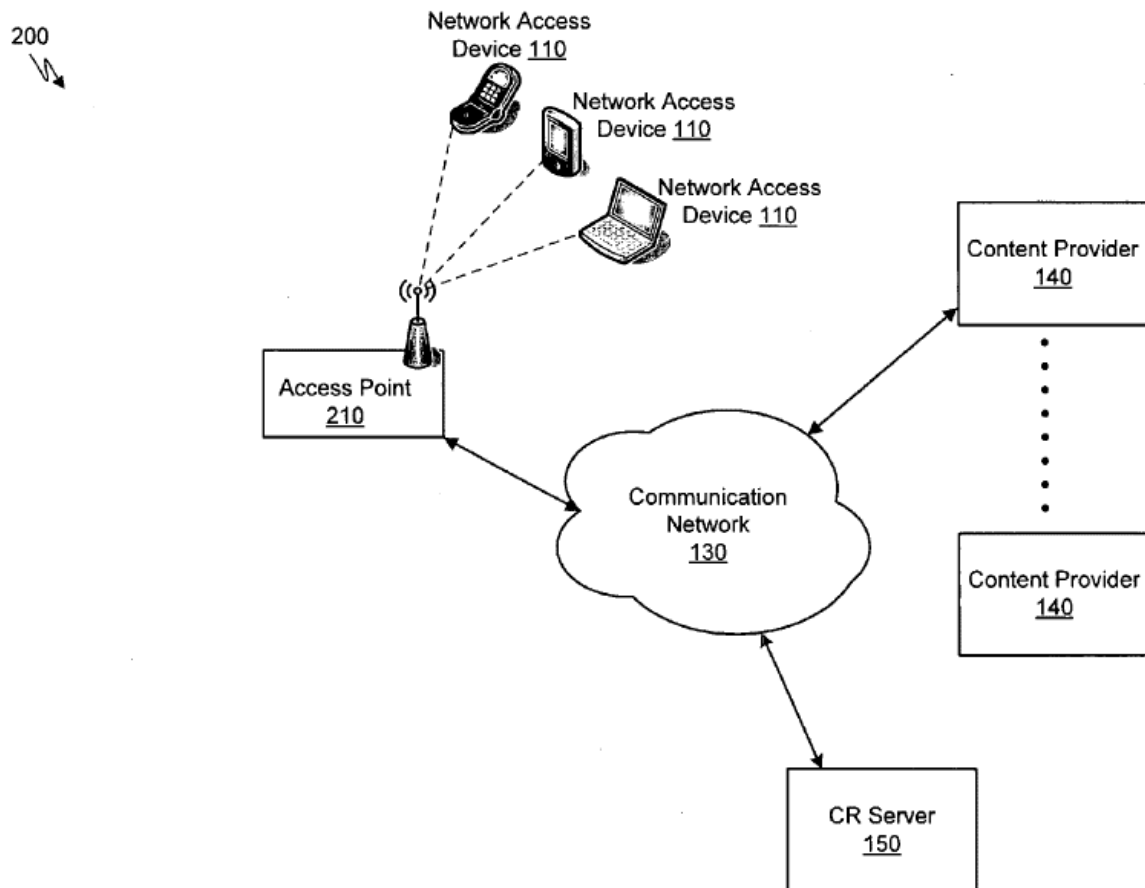 200
Network Access
Device 110
Network Access
Device 110
Network Access
Device 110
Content Provider
140
Access Point
210
Communication
Network
130
Content Provider
140
CR Server
150